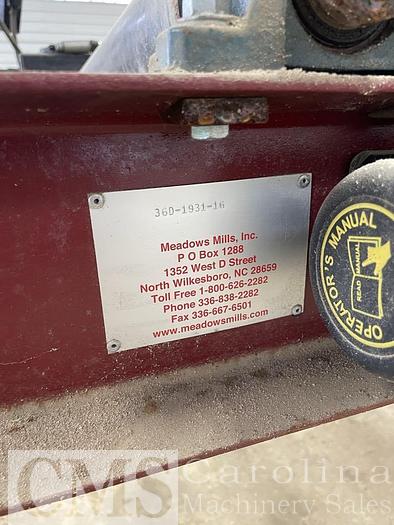 36D-1931-16
Meadows Mills, Inc.
P O Box 1288
1352 West D Street
North Wilkesboro, NC 28659
Toll Free 1-800-626-2282
Phone 336-838-2282
Fax 336-667-6501
www.meadowsmills.com
OPERATOR'S MANUAL
READ MANUAL
CMS Carolina
Machinery Sales